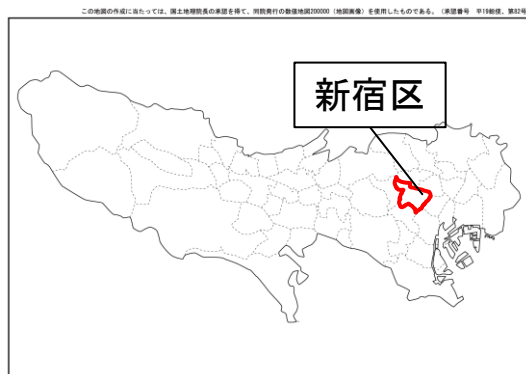 この地図の作成に当たっては、国土地理院長の承認を得て、同院発行の数値地図200000（地図画像）を使用したものである。（承認番号　平19総使、第82号
新宿区